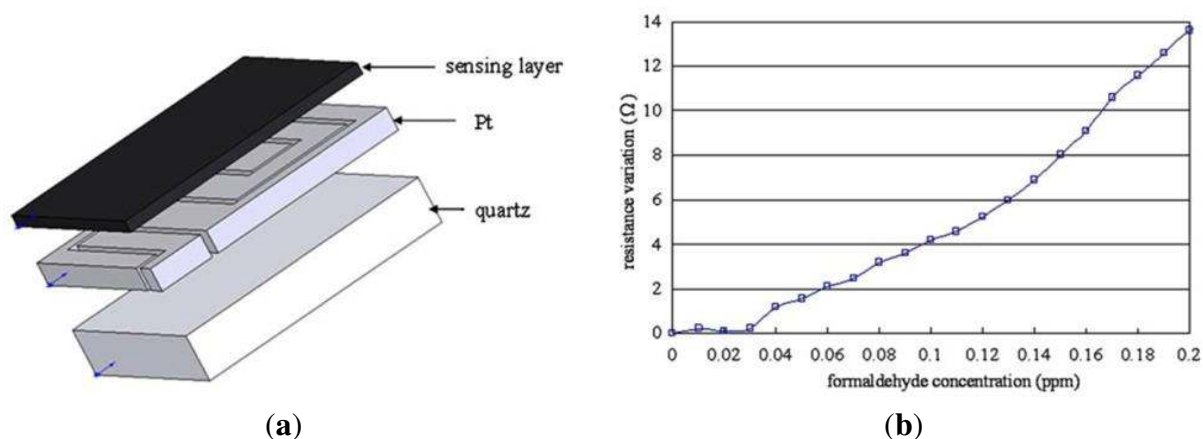 sensing layer
Pt
quartz
(a)
14
12
10
8
6
4
2
0
resistance variation (Ω)
0 0.02 0.04 0.06 0.08 0.1 0.12 0.14 0.16 0.18 0.2
formaldehyde concentration (ppm)
(b)